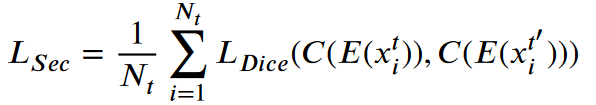 L_{Sec} = \frac{1}{N_t} \sum_{i=1}^{N_t} L_{Dice}(C(E(x_i^t)), C(E(x_i^{t'})))